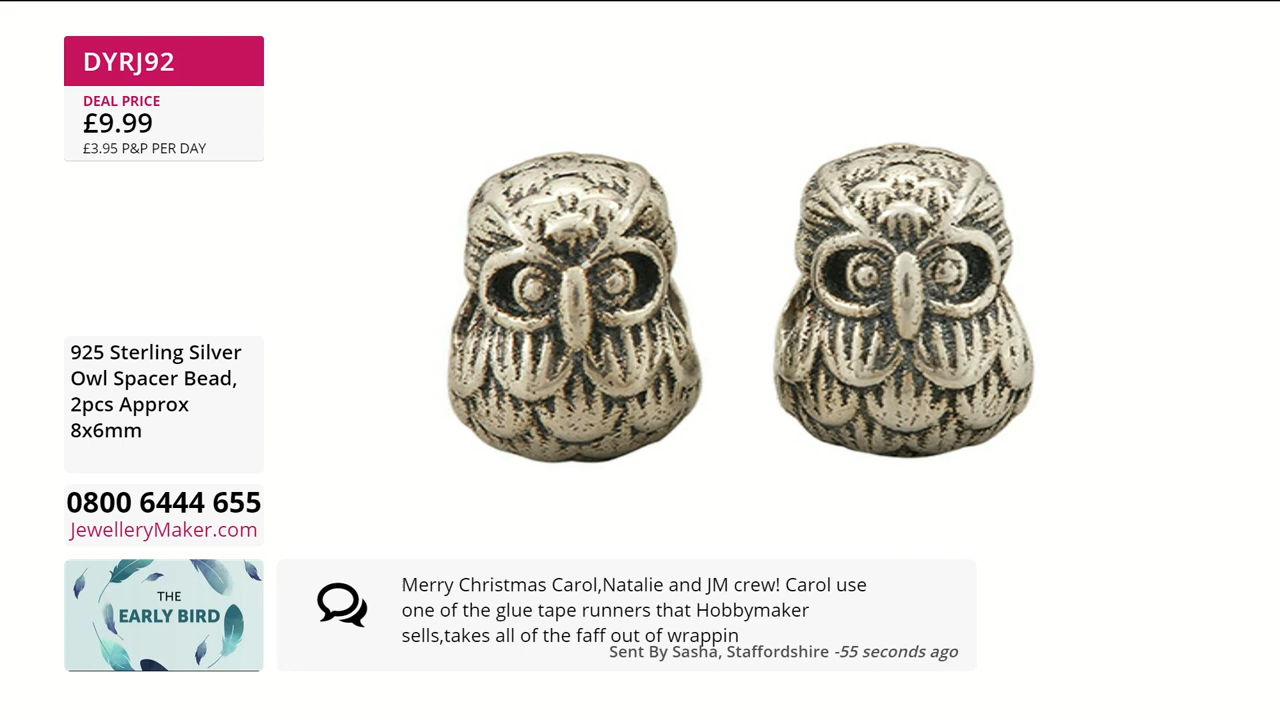 DYRJ92
DEAL PRICE
£9.99
£3.95 P&P PER DAY
925 Sterling Silver
Owl Spacer Bead,
2pcs Approx
8x6mm
0800 6444 655
JewelleryMaker.com
THE
EARLY BIRD
Merry Christmas Carol,Natalie and JM crew! Carol use
one of the glue tape runners that Hobbymaker
sells,takes all of the faff out of wrappin
Sent By Sasha, Staffordshire -55 seconds ago